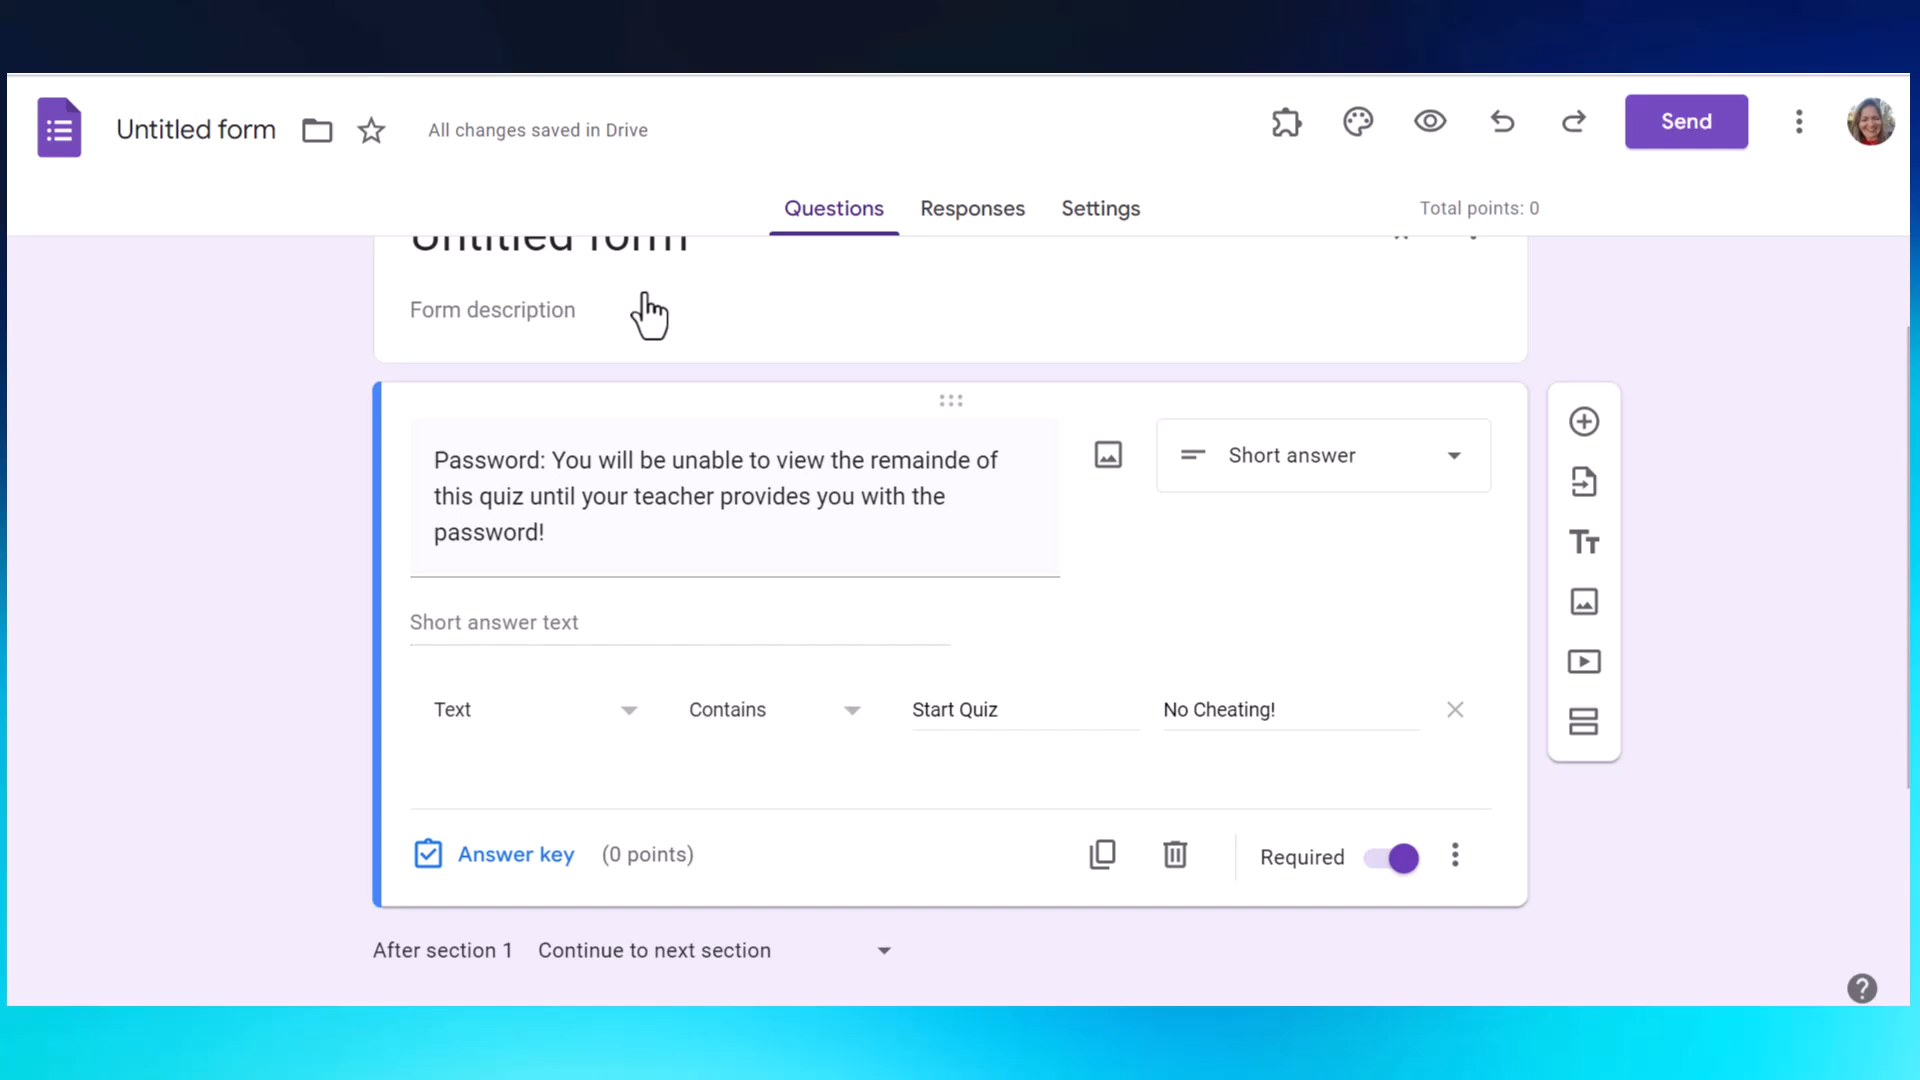 Untitled form
All changes saved in Drive
Send
Questions
Responses
Settings
Total points: 0
Untitled form
Form description
Password: You will be unable to view the remainde of
this quiz until your teacher provides you with the
password!
Short answer
Short answer text
Text
Contains
Start Quiz
No Cheating!
Answer key
(0 points)
Required
After section 1
Continue to next section